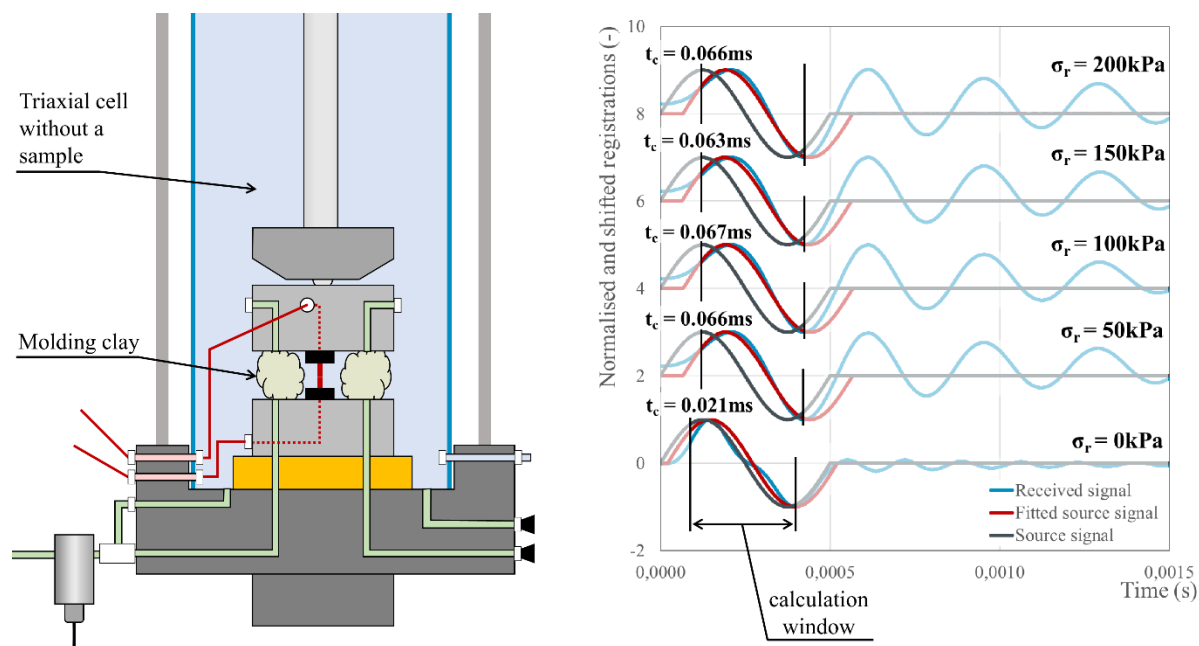 Triaxial cell
without a
sample
Molding clay
Normalised and shifted registrations (-)
10
8
6
4
2
0
-2
t_c = 0.066ms
σ_r = 200kPa
t_c = 0.063ms
σ_r = 150kPa
t_c = 0.067ms
σ_r = 100kPa
t_c = 0.066ms
σ_r = 50kPa
t_c = 0.021ms
σ_r = 0kPa
Received signal
Fitted source signal
Source signal
0,0000
0,0005
0,0010
0,0015
Time (s)
calculation
window